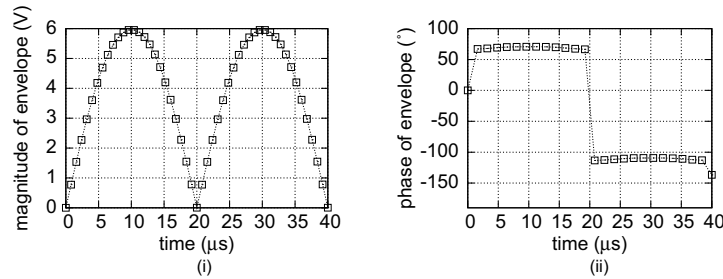 magnitude of envelope (V)
6
5
4
3
2
1
0
0 5 10 15 20 25 30 35 40
time (μs)
(i)
phase of envelope (°)
100
50
0
-50
-100
-150
0 5 10 15 20 25 30 35 40
time (μs)
(ii)